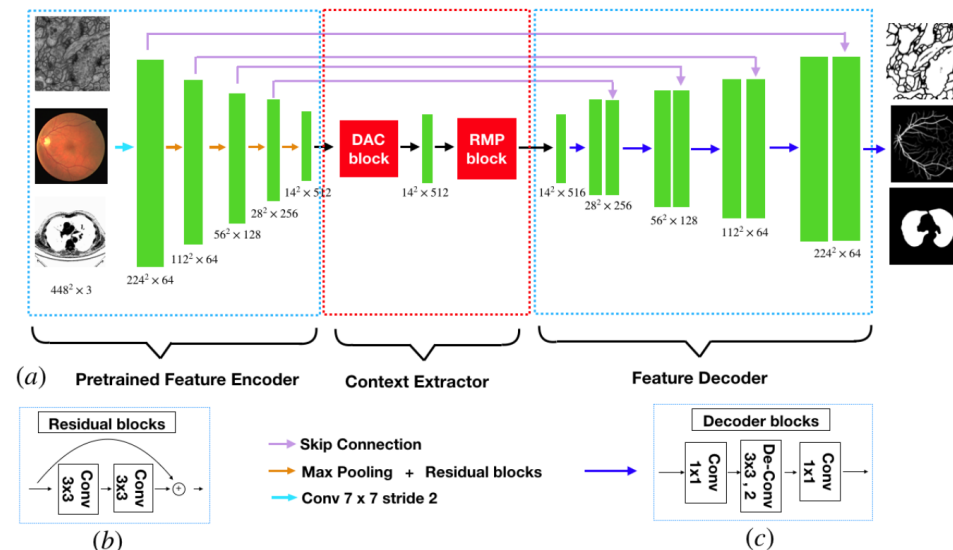 DAC
block
RMP
block
14² × 512
14² × 512
14² × 516
28² × 256
28² × 256
56² × 128
56² × 128
112² × 64
112² × 64
224² × 64
224² × 64
448² × 3
(a)
Pretrained Feature Encoder
Context Extractor
Feature Decoder
Residual blocks
Conv
3x3
Conv
3x3
+
(b)
Skip Connection
Max Pooling + Residual blocks
Conv 7 x 7 stride 2
Decoder blocks
Conv
1x1
De-Conv
3x3 , 2
Conv
1x1
(c)